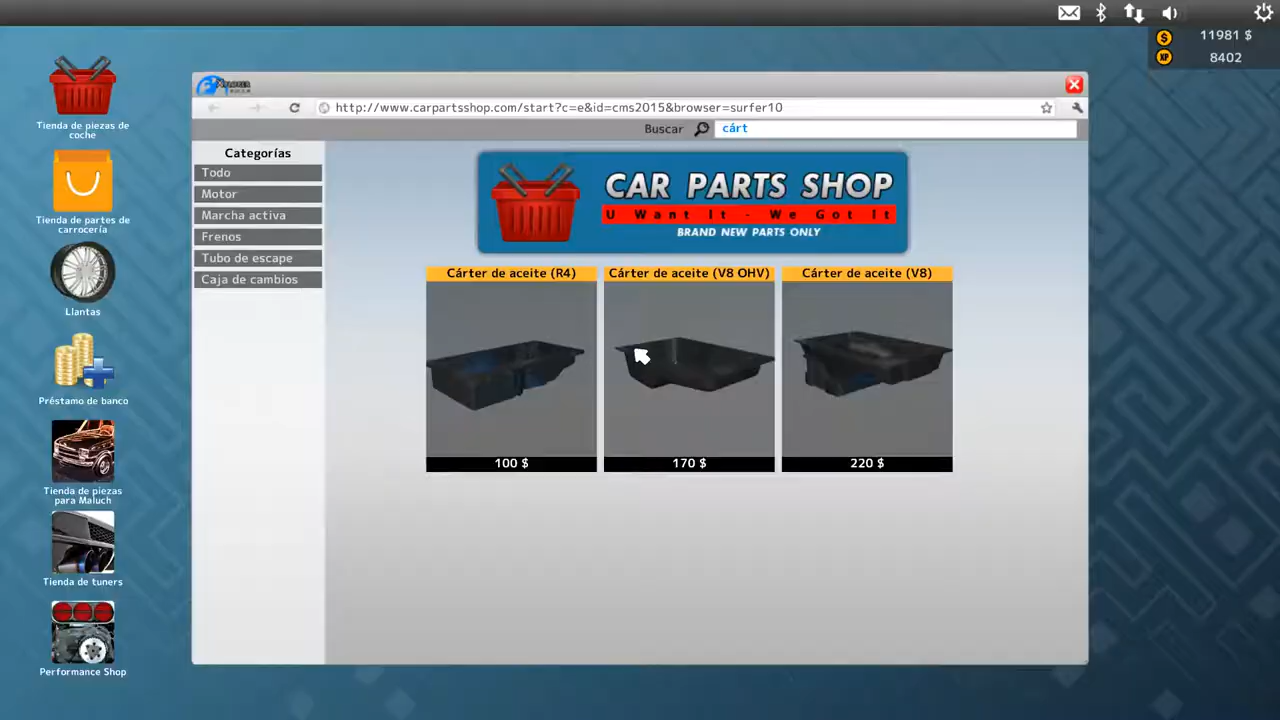 11981 $
8402
Tienda de piezas de
coche
Tienda de partes de
carrocería
Llantas
Préstamo de banco
Tienda de piezas
para Maluch
Tienda de tuners
Performance Shop
http://www.carpartsshop.com/start?c=e&id=cms2015&browser=surfer10
Buscar
cárt
Categorías
Todo
Motor
Marcha activa
Frenos
Tubo de escape
Caja de cambios
CAR PARTS SHOP
U Want It - We Got It
BRAND NEW PARTS ONLY
Cárter de aceite (R4)
Cárter de aceite (V8 OHV)
Cárter de aceite (V8)
100 $
170 $
220 $